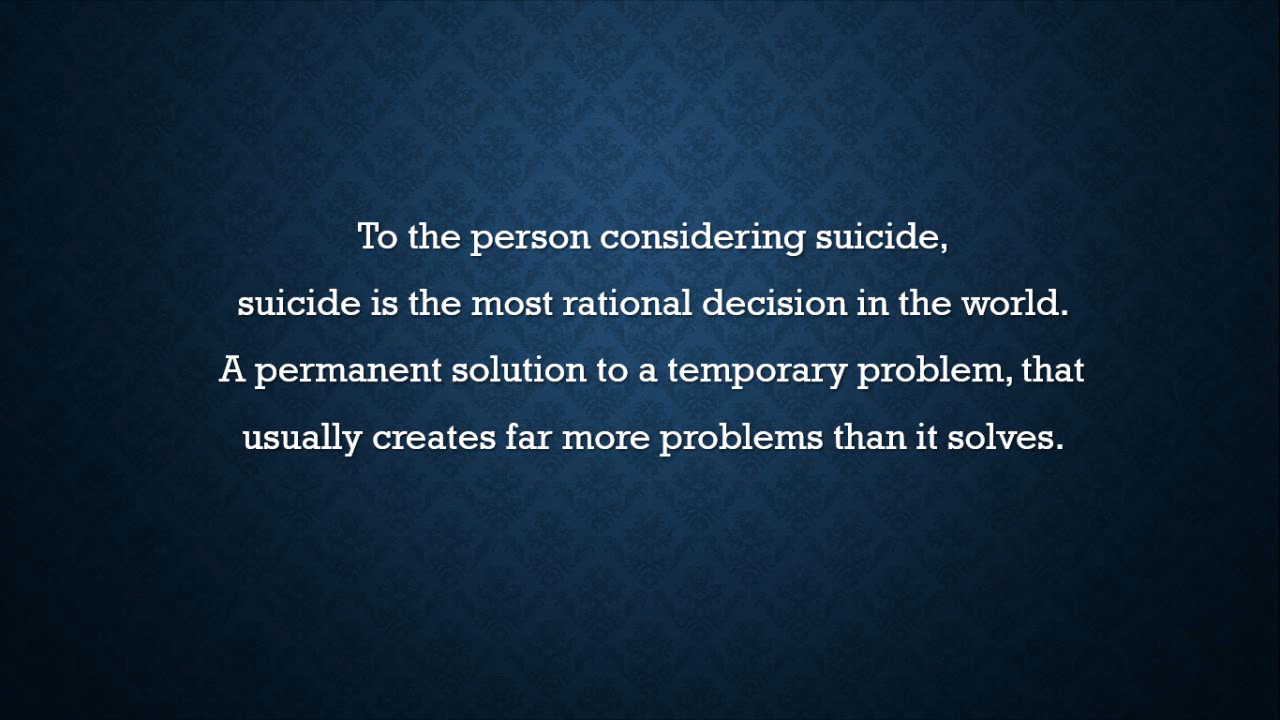 To the person considering suicide,
suicide is the most rational decision in the world.
A permanent solution to a temporary problem, that
usually creates far more problems than it solves.